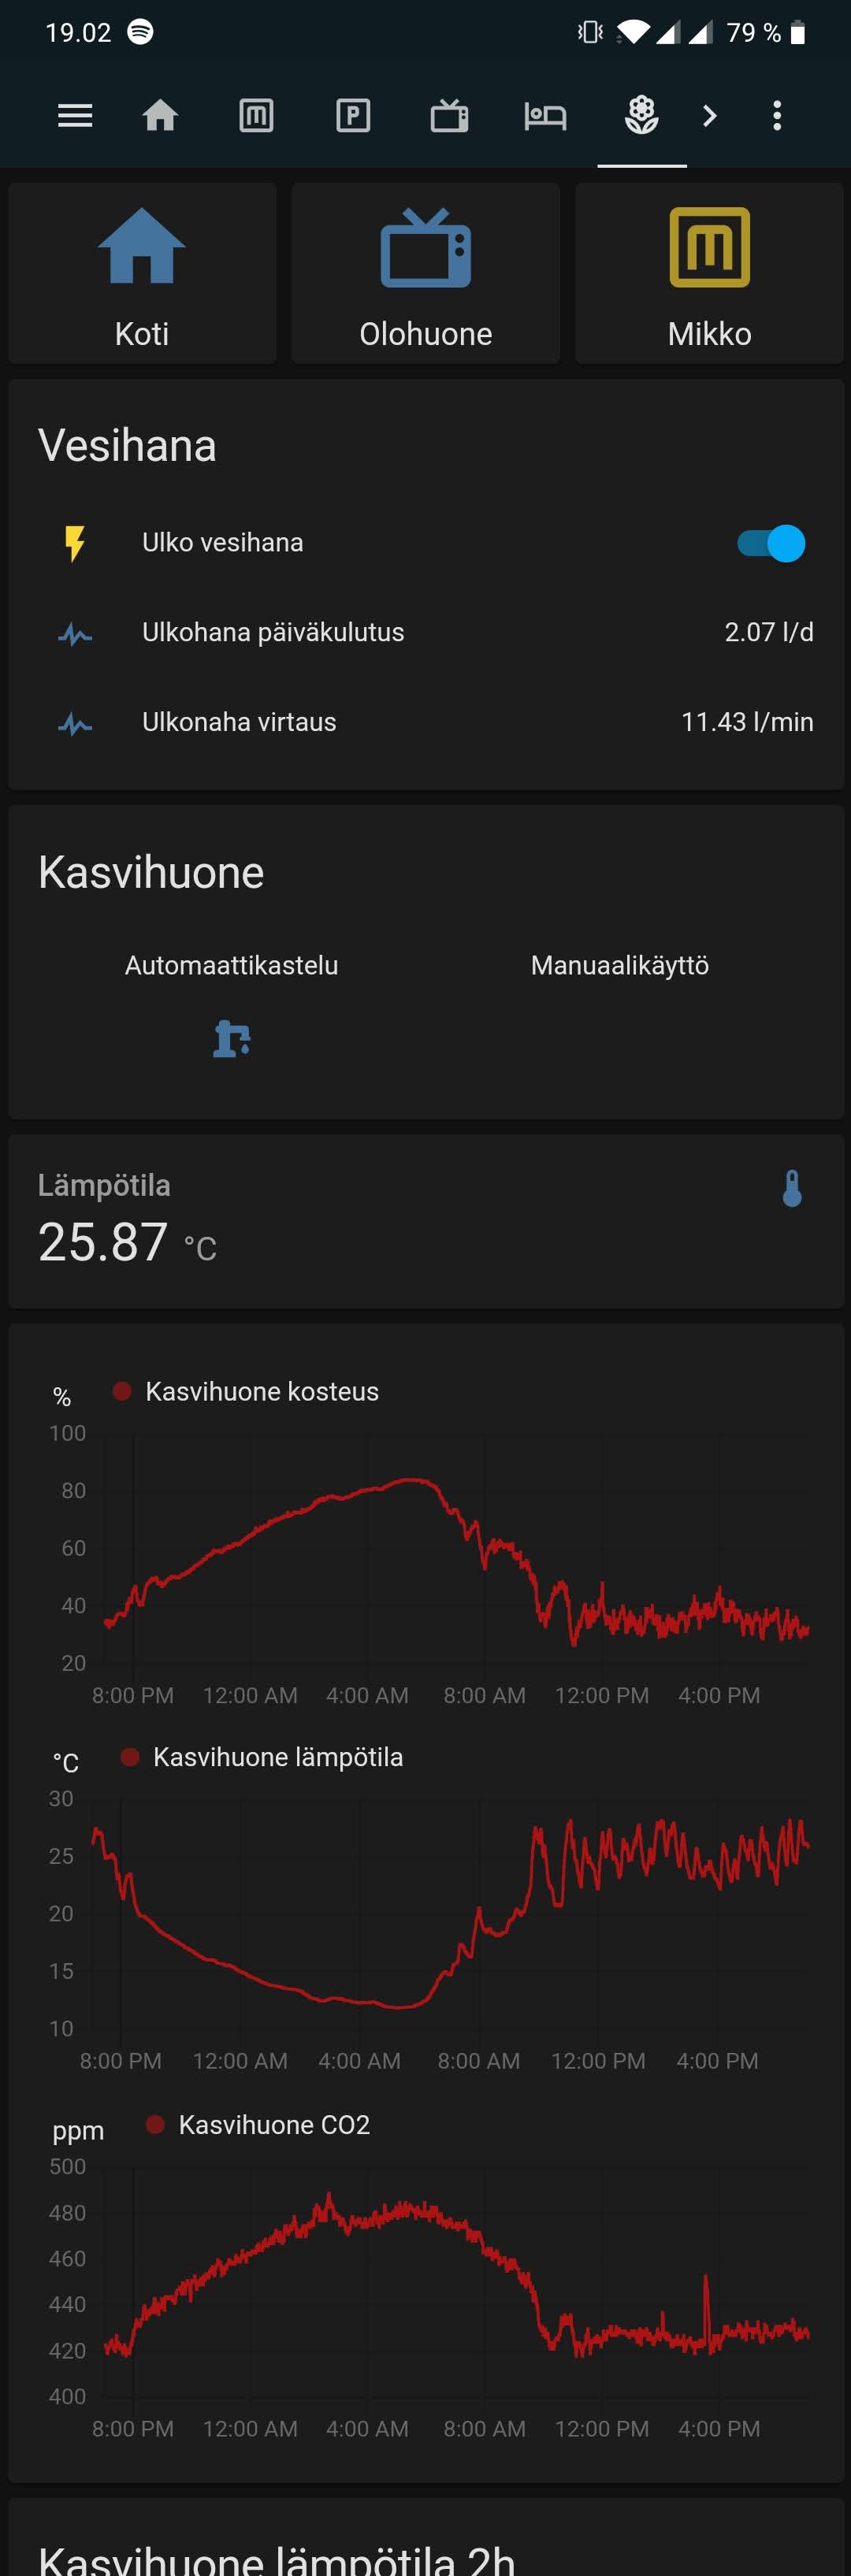 19.02 79 %
P
Koti Olohuone Mikko
Vesihana
Ulko vesihana
Ulkohana päiväkulutus 2.07 l/d
Ulkonaha virtaus 11.43 l/min
Kasvihuone
Automaattikastelu Manuaalikäyttö
Lämpötila
25.87 °C
% Kasvihuone kosteus
100
80
60
40
20
8:00 PM 12:00 AM 4:00 AM 8:00 AM 12:00 PM 4:00 PM
°C Kasvihuone lämpötila
30
25
20
15
10
8:00 PM 12:00 AM 4:00 AM 8:00 AM 12:00 PM 4:00 PM
ppm Kasvihuone CO2
500
480
460
440
420
400
8:00 PM 12:00 AM 4:00 AM 8:00 AM 12:00 PM 4:00 PM
Kasvihuone lämpötila 2h